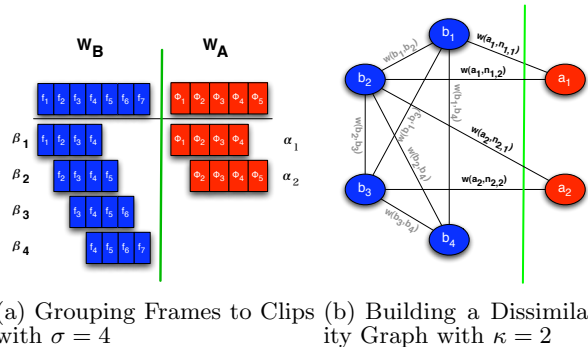 W_B W_A
f1 f2 f3 f4 f5 f6 f7 Φ1 Φ2 Φ3 Φ4 Φ5
β1 f1 f2 f3 f4 Φ1 Φ2 Φ3 Φ4 α1
β2 f2 f3 f4 f5 Φ2 Φ3 Φ4 Φ5 α2
β3 f3 f4 f5 f6
β4 f4 f5 f6 f7
b1
w(b1,b2)
w(a1,n1,1)
b2
w(a1,n1,2)
a1
w(b1,b4)
w(b1,b3)
w(a2,n2,1)
w(b2,b3)
w(b2,b4)
b3
w(a2,n2,2)
a2
w(b3,b4)
b4
(a) Grouping Frames to Clips
with σ = 4
(b) Building a Dissimila
ity Graph with κ = 2